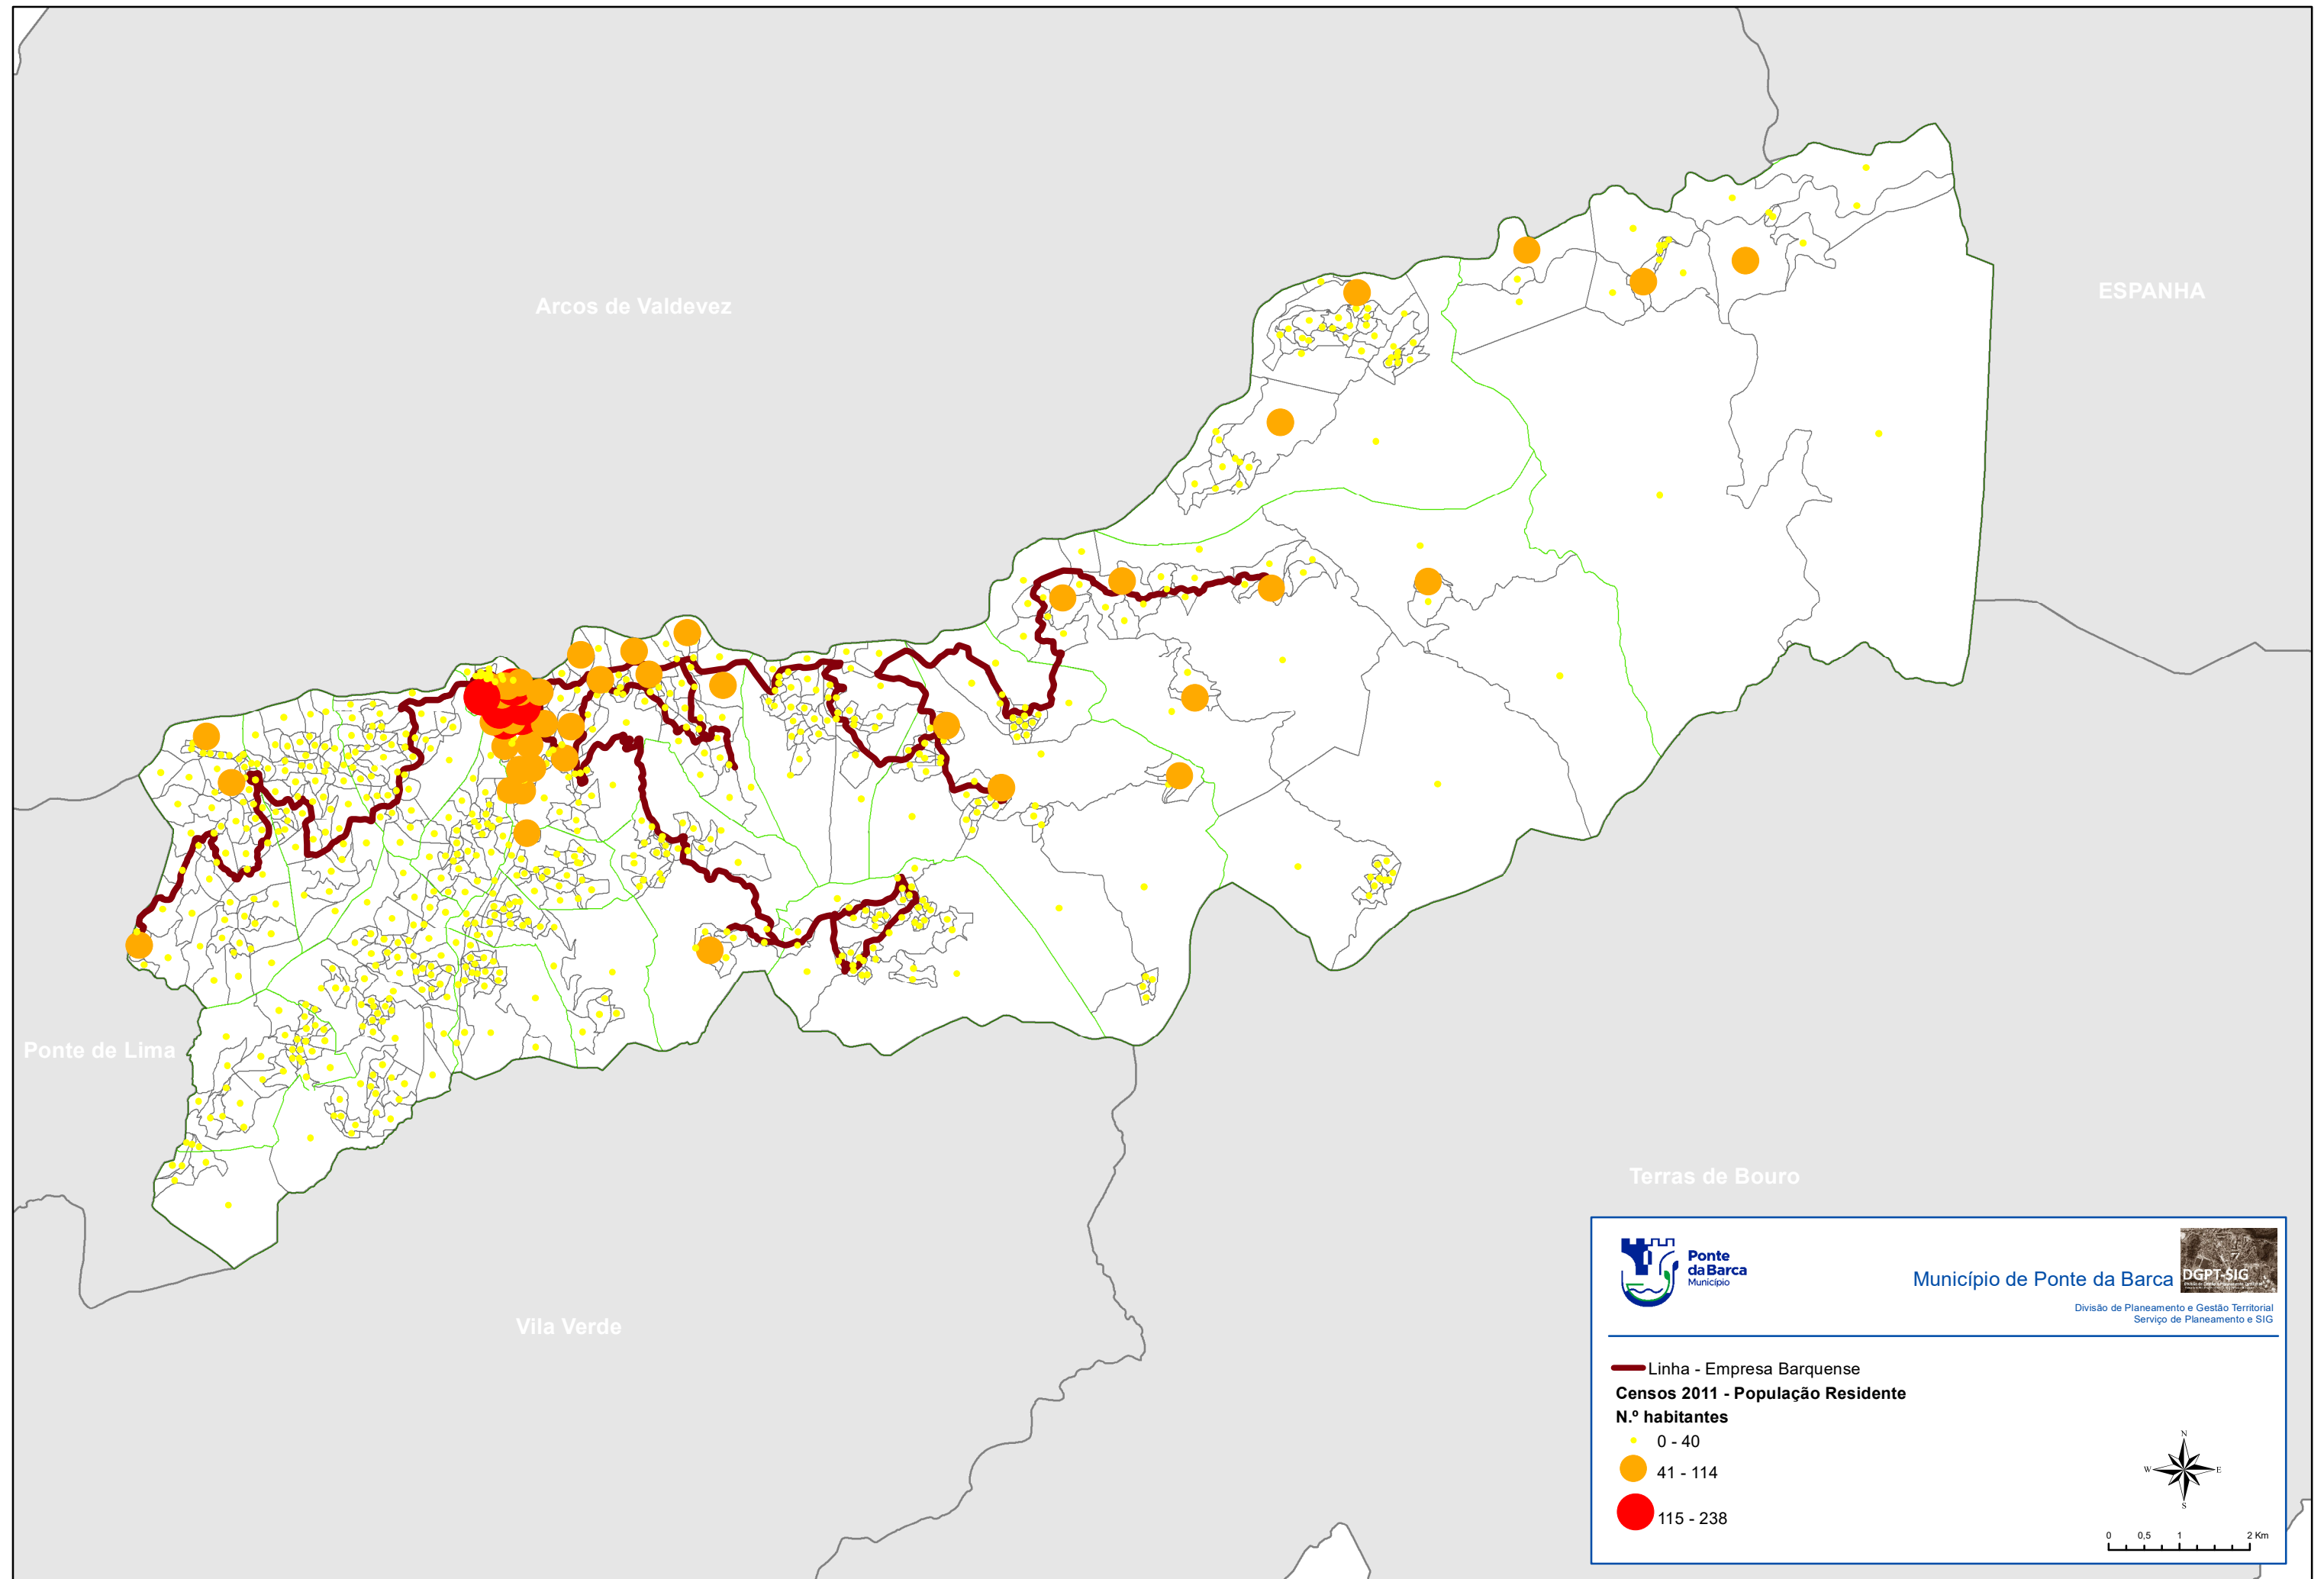 ESPANHA
Arcos de Valdevez
Ponte de Lima
Terras de Bouro
Vila Verde
Ponte
da Barca
Município
Município de Ponte da Barca
DGPT-SIG
Divisão de Planeamento e Gestão Territorial
Serviço de Planeamento e SIG
Linha - Empresa Barquense
Censos 2011 - População Residente
N.º habitantes
0 - 40
41 - 114
115 - 238
N
W E
S
0 0,5 1 2 Km